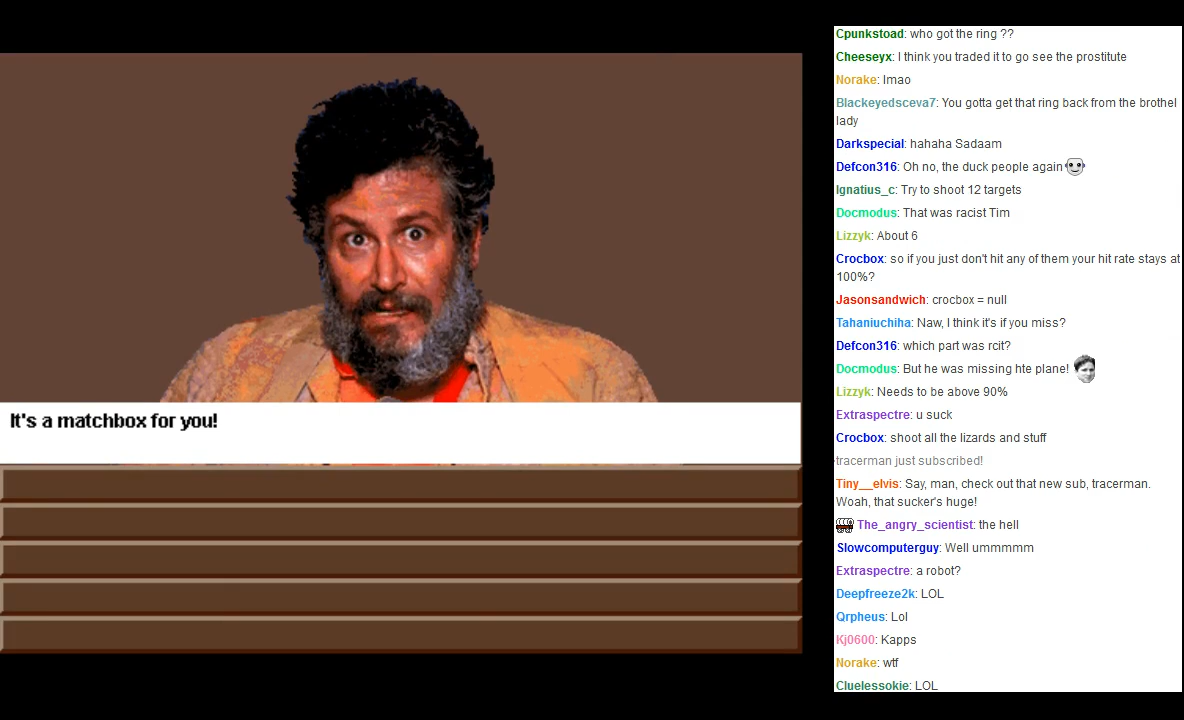 It's a matchbox for you!
Cpunkstoad: who got the ring ??
Cheeseyx: I think you traded it to go see the prostitute
Norake: lmao
Blackeyedsceva7: You gotta get that ring back from the brothel
lady
Darkspecial: hahaha Sadaam
Defcon316: Oh no, the duck people again
Ignatius_c: Try to shoot 12 targets
Docmodus: That was racist Tim
Lizzyk: About 6
Crocbox: so if you just don't hit any of them your hit rate stays at
100%?
Jasonsandwich: crocbox = null
Tahaniuchiha: Naw, I think it's if you miss?
Defcon316: which part was rcit?
Docmodus: But he was missing hte plane!
Lizzyk: Needs to be above 90%
Extraspectre: u suck
Crocbox: shoot all the lizards and stuff
tracerman just subscribed!
Tiny__elvis: Say, man, check out that new sub, tracerman.
Woah, that sucker's huge!
The_angry_scientist: the hell
Slowcomputerguy: Well ummmmm
Extraspectre: a robot?
Deepfreeze2k: LOL
Qrpheus: Lol
Kj0600: Kapps
Norake: wtf
Cluelessokie: LOL